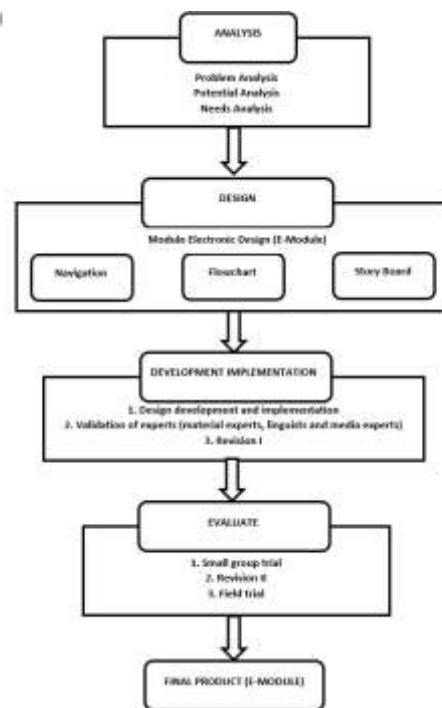 ANALYSIS
Problem Analysis
Potential Analysis
Needs Analysis
DESIGN
Module Electronic Design (E-Module)
Navigation
Flowchart
Story Board
DEVELOPMENT IMPLEMENTATION
1. Design development and implementation
2. Validation of experts (material experts, linguists and media experts)
3. Revision I
EVALUATE
1. Small group trial
2. Revision II
3. Field trial
FINAL PRODUCT (E-MODULE)